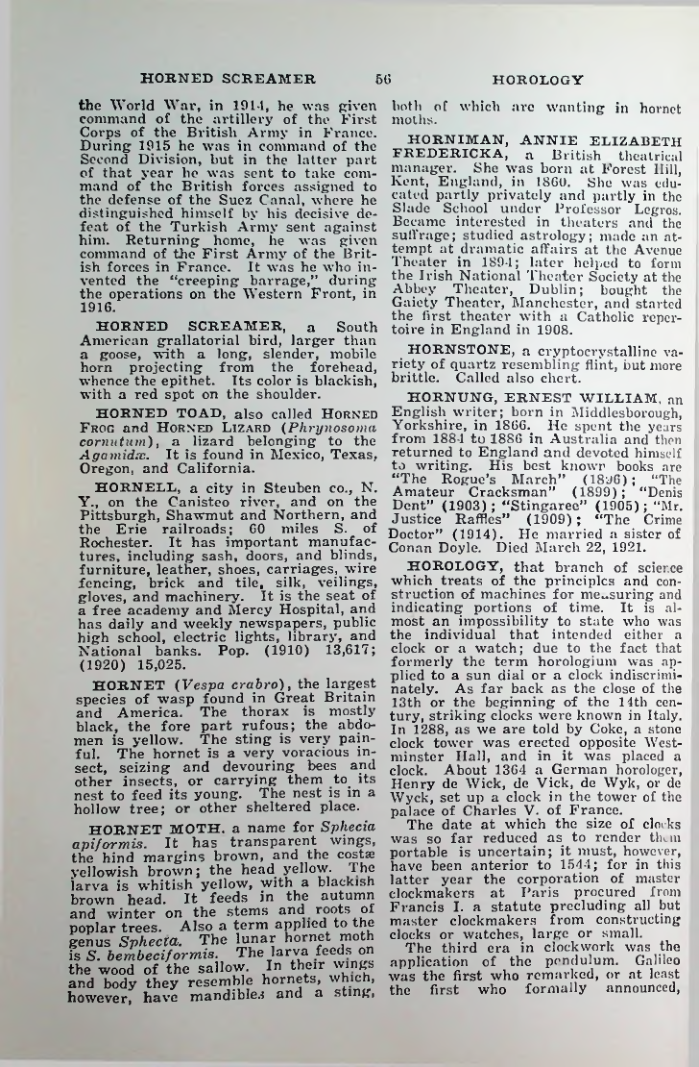 HORNED SCREAMER 56 HOROLOGY
the World War, in 1914, he was given
command of the artillery of the First
Corps of the British Army in France.
During 1915 he was in command of the
Second Division, but in the latter part
of that year he was sent to take com-
mand of the British forces assigned to
the defense of the Suez Canal, where he
distinguished himself by his decisive de-
feat of the Turkish Army sent against
him. Returning home, he was given
command of the First Army of the Brit-
ish forces in France. It was he who in-
vented the "creeping barrage," during
the operations on the Western Front, in
1916.
HORNED SCREAMER, a South
American grallatorial bird, larger than
a goose, with a long, slender, mobile
horn projecting from the forehead,
whence the epithet. Its color is blackish,
with a red spot on the shoulder.
HORNED TOAD, also called HORNED
FROG and HORNED LIZARD (Phrynosoma
cornutum), a lizard belonging to the
Agamidæ. It is found in Mexico, Texas,
Oregon, and California.
HORNELL, a city in Steuben co., N.
Y., on the Canisteo river, and on the
Pittsburgh, Shawmut and Northern, and
the Erie railroads; 60 miles S. of
Rochester. It has important manufac-
tures, including sash, doors, and blinds,
furniture, leather, shoes, carriages, wire
fencing, brick and tile, silk, veilings,
gloves, and machinery. It is the seat of
a free academy and Mercy Hospital, and
has daily and weekly newspapers, public
high school, electric lights, library, and
National banks. Pop. (1910) 13,617;
(1920) 15,025.
HORNET (Vespa crabro), the largest
species of wasp found in Great Britain
and America. The thorax is mostly
black, the fore part rufous; the abdo-
men is yellow. The sting is very pain-
ful. The hornet is a very voracious in-
sect, seizing and devouring bees and
other insects, or carrying them to its
nest to feed its young. The nest is in a
hollow tree; or other sheltered place.
HORNET MOTH, a name for Sphecia
apiformis. It has transparent wings,
the hind margins brown, and the costæ
yellowish brown; the head yellow. The
larva is whitish yellow, with a blackish
brown head. It feeds in the autumn
and winter on the stems and roots of
poplar trees. Also a term applied to the
genus Sphecta. The lunar hornet moth
is S. bembeciformis. The larva feeds on
the wood of the sallow. In their wings
and body they resemble hornets, which,
however, have mandibles and a sting,
both of which are wanting in hornet
moths.
HORNIMAN, ANNIE ELIZABETH
FREDERICKA, a British theatrical
manager. She was born at Forest Hill,
Kent, England, in 1860. She was edu-
cated partly privately and partly in the
Slade School under Professor Legros.
Became interested in theaters and the
suffrage; studied astrology; made an at-
tempt at dramatic affairs at the Avenue
Theater in 1894; later helped to form
the Irish National Theater Society at the
Abbey Theater, Dublin; bought the
Gaiety Theater, Manchester, and started
the first theater with a Catholic reper-
toire in England in 1908.
HORNSTONE, a cryptocrystalline va-
riety of quartz resembling flint, but more
brittle. Called also chert.
HORNUNG, ERNEST WILLIAM, an
English writer; born in Middlesborough,
Yorkshire, in 1866. He spent the years
from 1884 to 1886 in Australia and then
returned to England and devoted himself
to writing. His best known books are
"The Rogue's March" (1896); "The
Amateur Cracksman" (1899); "Denis
Dent" (1903); "Stingaree" (1905); "Mr.
Justice Raffles" (1909); "The Crime
Doctor" (1914). He married a sister of
Conan Doyle. Died March 22, 1921.
HOROLOGY, that branch of science
which treats of the principles and con-
struction of machines for measuring and
indicating portions of time. It is al-
most an impossibility to state who was
the individual that intended either a
clock or a watch; due to the fact that
formerly the term horologium was ap-
plied to a sun dial or a clock indiscrimi-
nately. As far back as the close of the
13th or the beginning of the 14th cen-
tury, striking clocks were known in Italy.
In 1288, as we are told by Coke, a stone
clock tower was erected opposite West-
minster Hall, and in it was placed a
clock. About 1364 a German horologer,
Henry de Wick, de Vick, de Wyk, or de
Wyck, set up a clock in the tower of the
palace of Charles V. of France.
The date at which the size of clocks
was so far reduced as to render them
portable is uncertain; it must, however,
have been anterior to 1544; for in this
latter year the corporation of master
clockmakers at Paris procured from
Francis I. a statute precluding all but
master clockmakers from constructing
clocks or watches, large or small.
The third era in clockwork was the
application of the pendulum. Galileo
was the first who remarked, or at least
the first who formally announced,